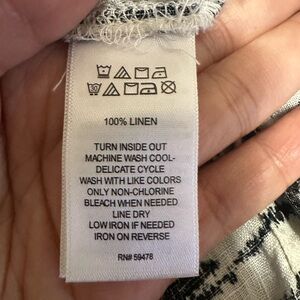 100% LINEN
TURN INSIDE OUT
MACHINE WASH COOL-
DELICATE CYCLE
WASH WITH LIKE COLORS
ONLY NON-CHLORINE
BLEACH WHEN NEEDED
LINE DRY
LOW IRON IF NEEDED
IRON ON REVERSE
RN# 59478